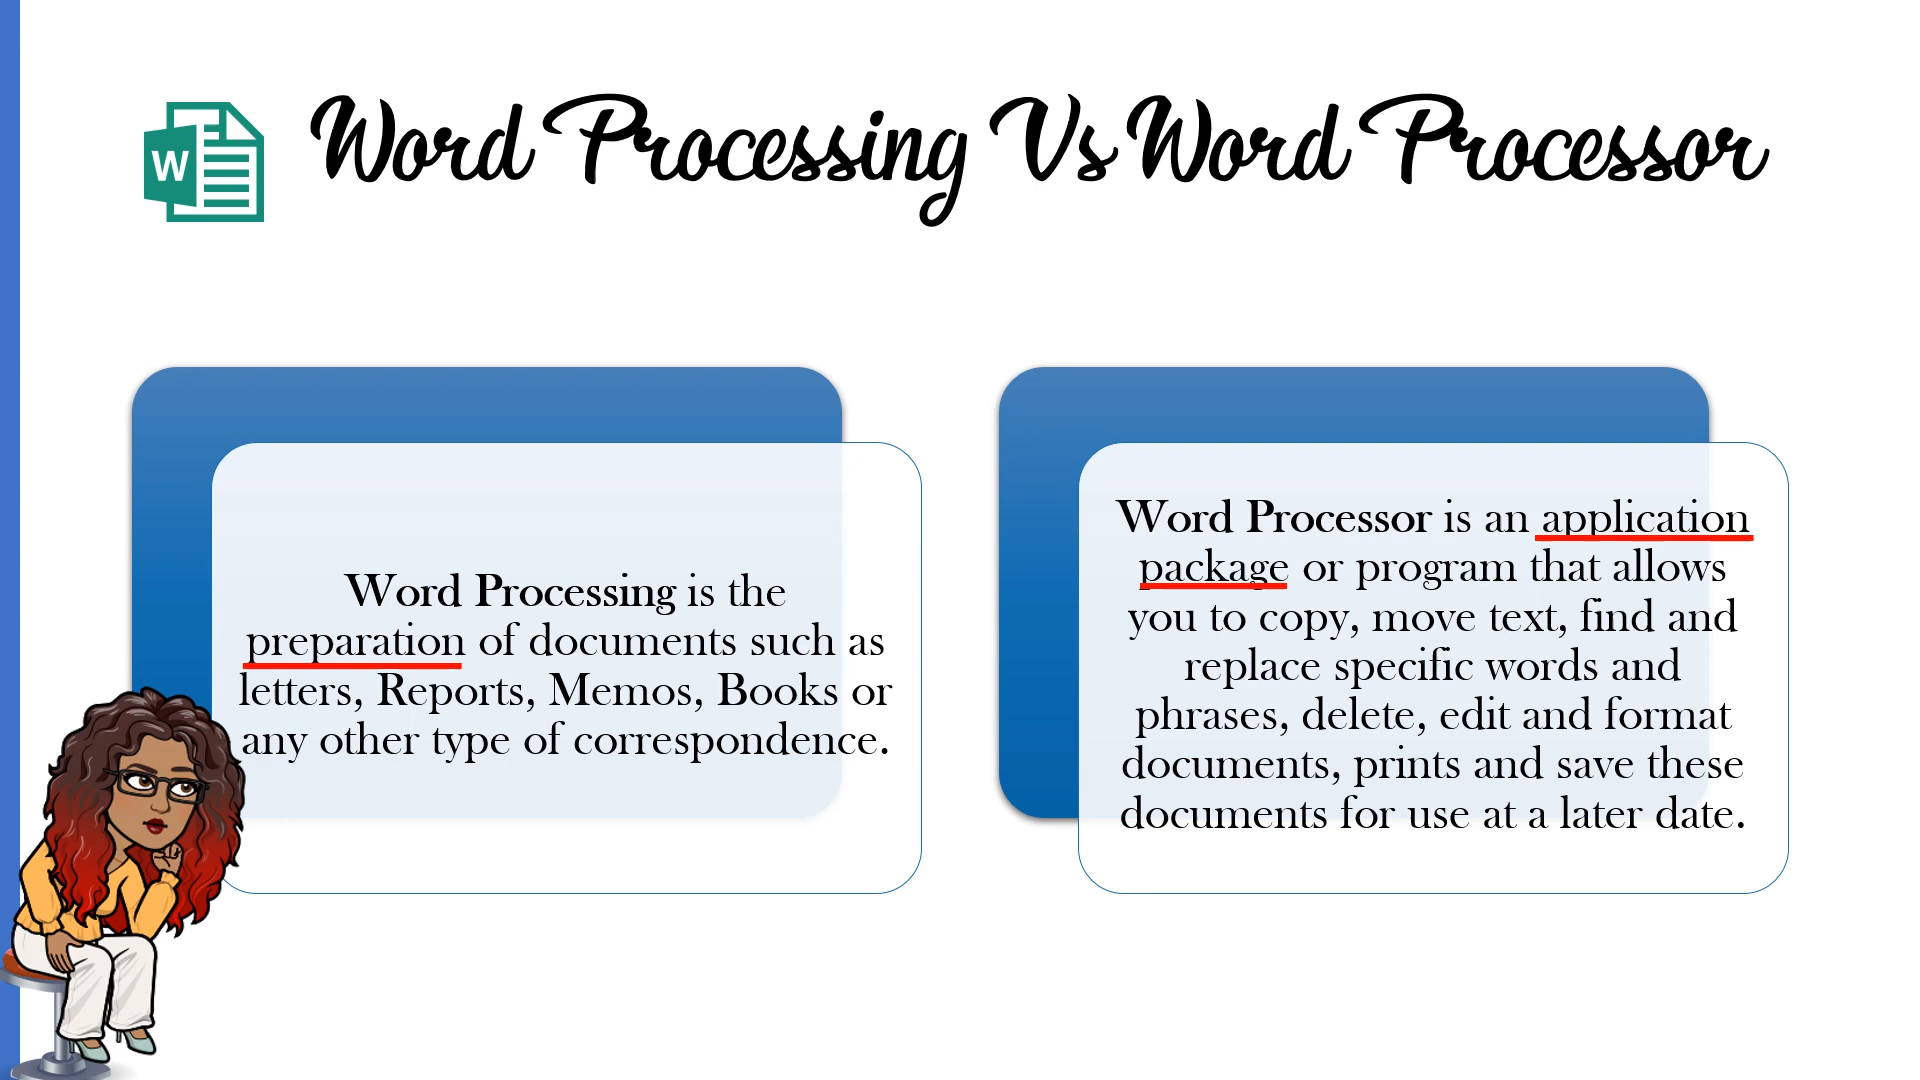 W
Word Processing Vs Word Processor
Word Processing is the
preparation of documents such as
letters, Reports, Memos, Books or
any other type of correspondence.
Word Processor is an application
package or program that allows
you to copy, move text, find and
replace specific words and
phrases, delete, edit and format
documents, prints and save these
documents for use at a later date.